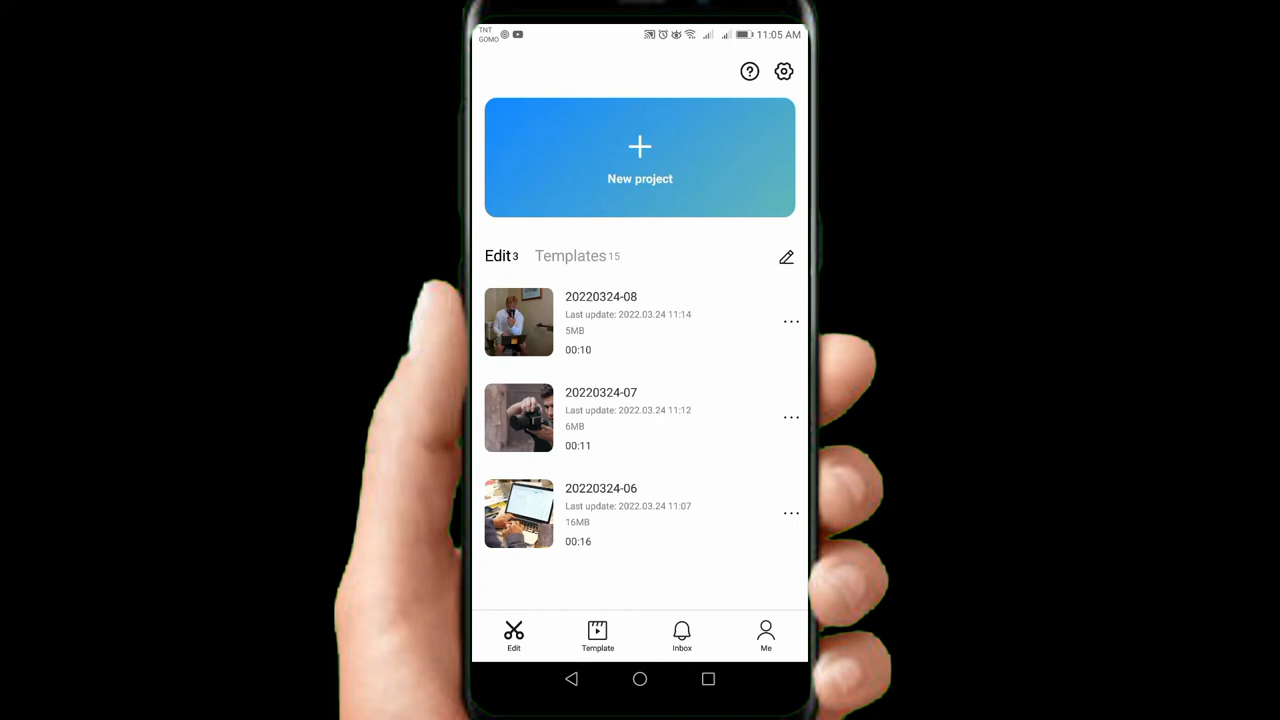 TNT
GOMO
11:05 AM
New project
Edit 3 Templates 15
20220324-08
Last update: 2022.03.24 11:14
5MB
00:10
20220324-07
Last update: 2022.03.24 11:12
6MB
00:11
20220324-06
Last update: 2022.03.24 11:07
16MB
00:16
Edit Template Inbox Me